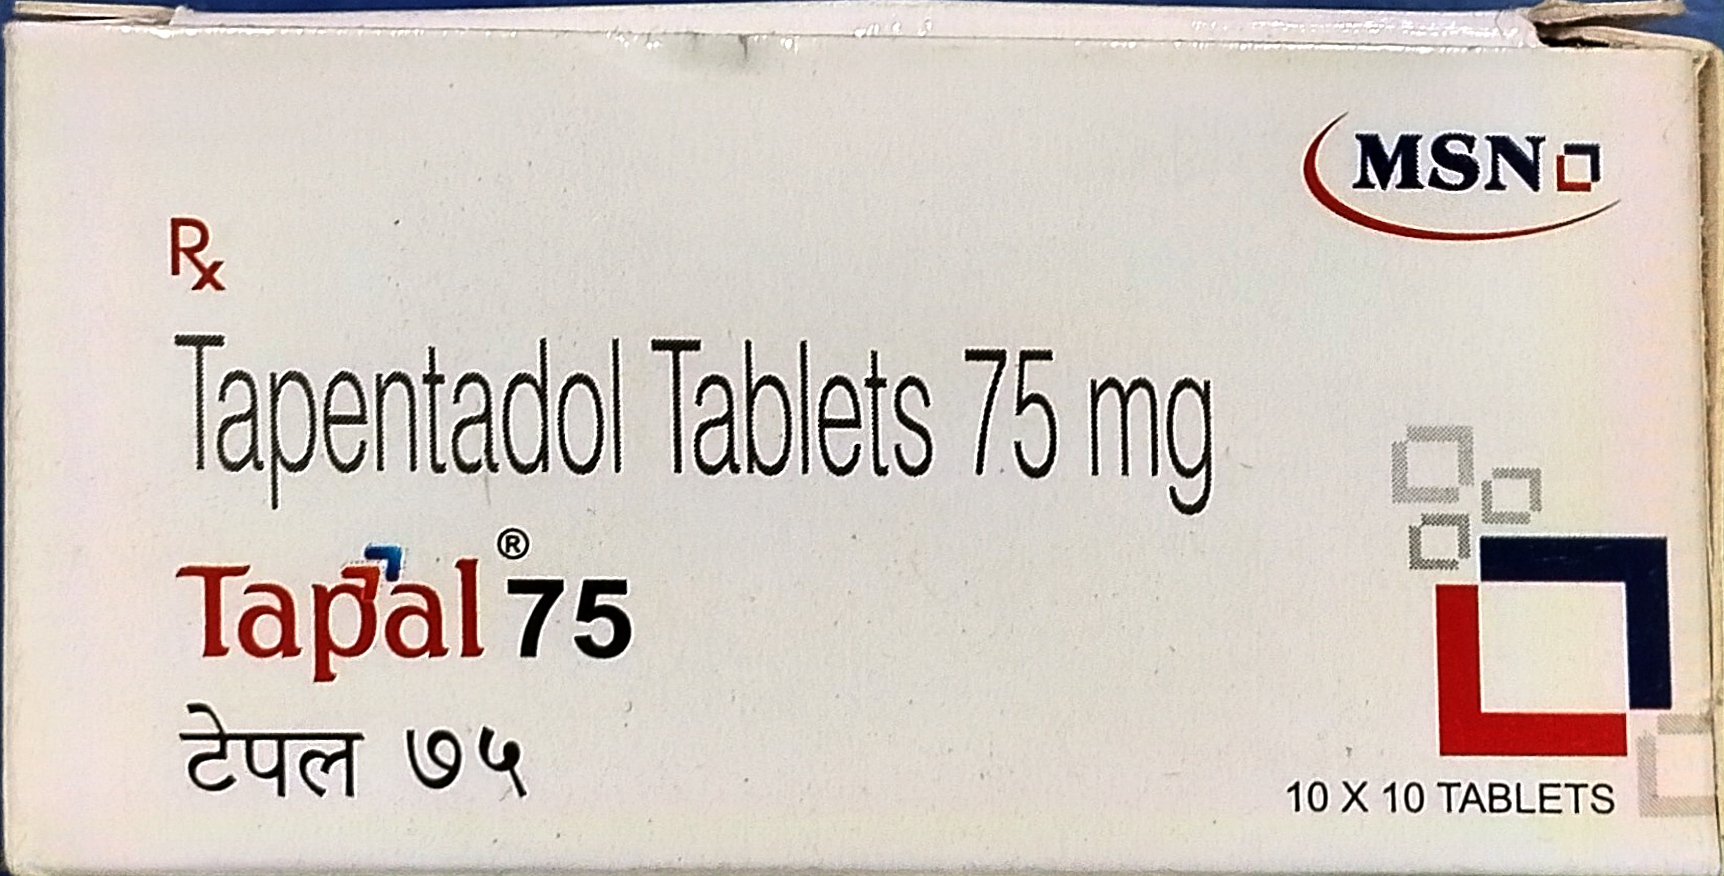 MSN
Rx
Tapentadol Tablets 75 mg
Tapal® 75
टेपल ७५
10 X 10 TABLETS